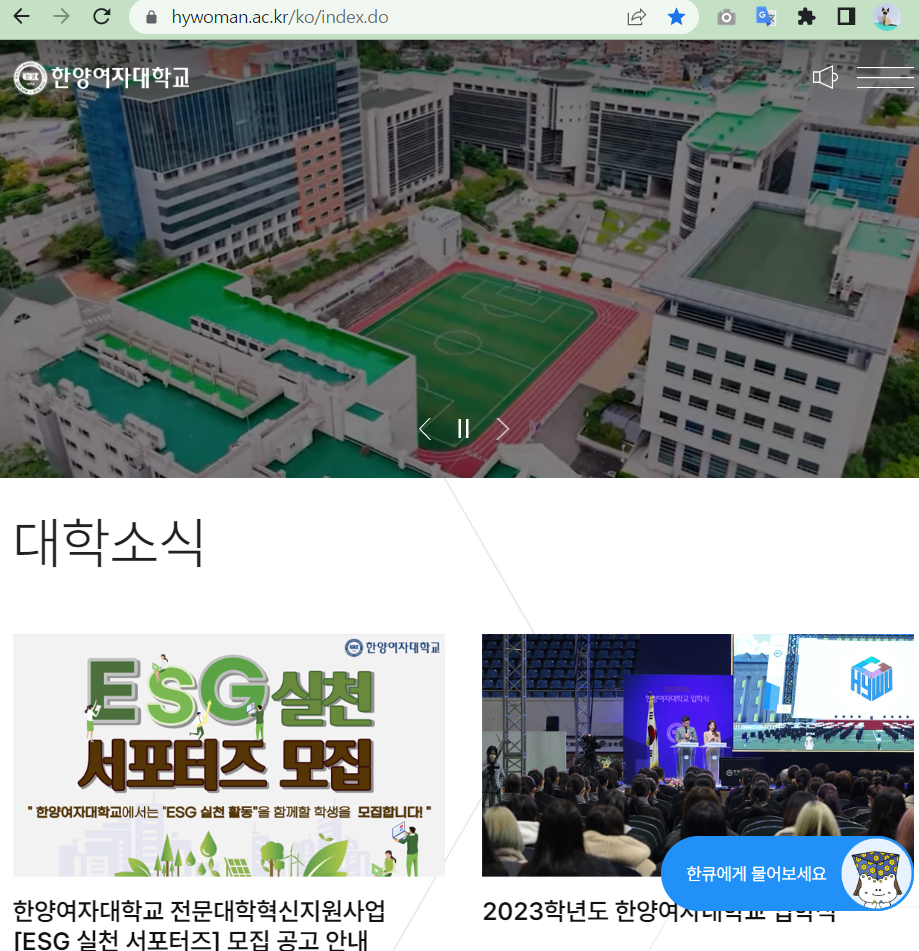 hywoman.ac.kr/ko/index.do
한양여자대학교
대학소식
한양여자대학교
ESG 실천
서포터즈 모집
" 한양여자대학교에서는 "ESG 실천 활동"을 함께할 학생을 모집합니다! "
한양여자대학교 입학식
HYWU
한큐에게 물어보세요
한양여자대학교 전문대학혁신지원사업
[ESG 실천 서포터즈] 모집 공고 안내
2023학년도 한양여자대학교 입학식